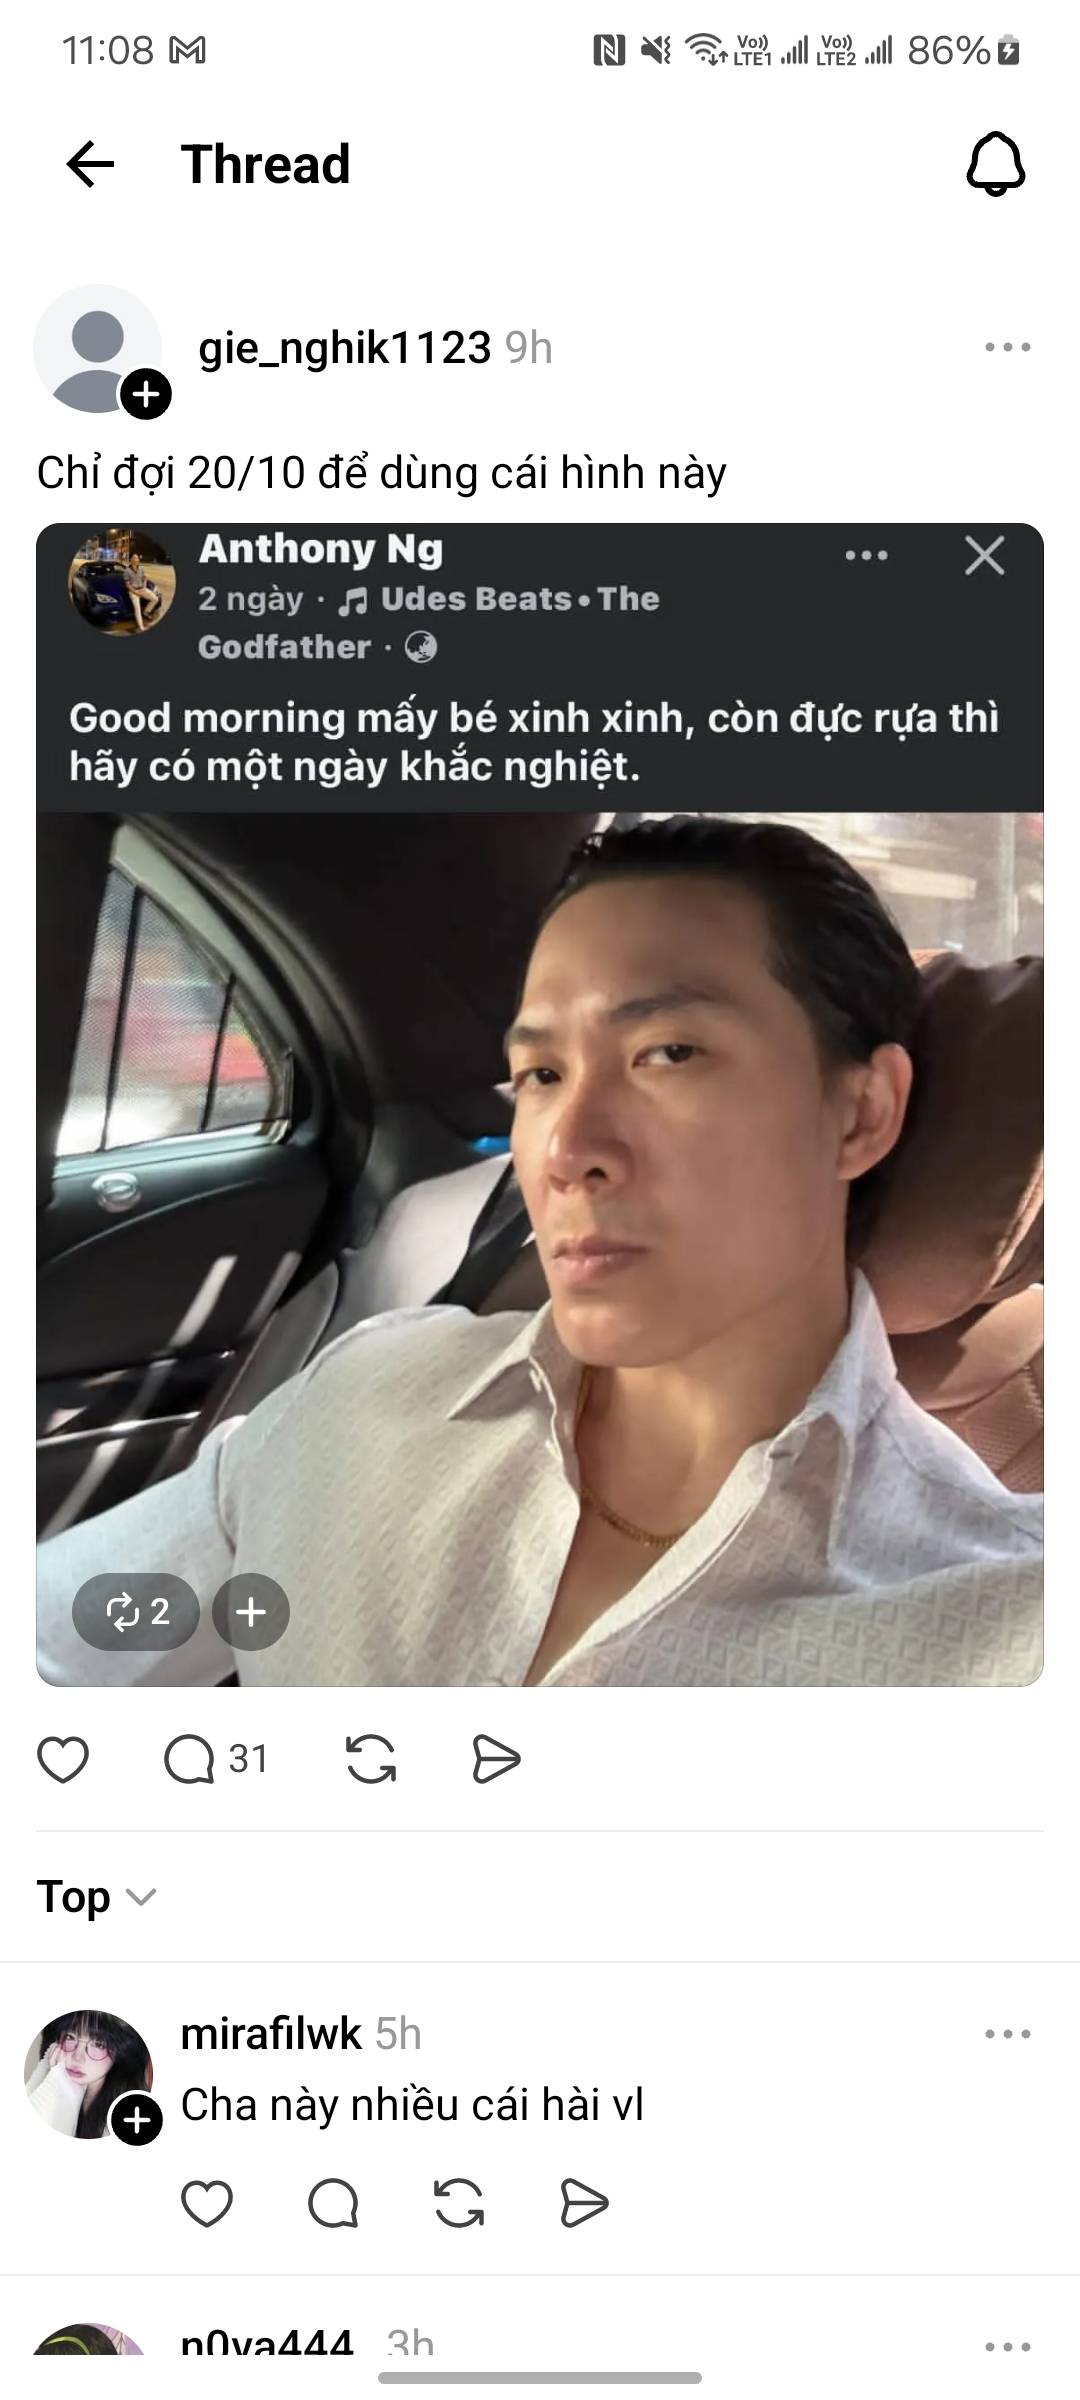 11:08
Vo)) LTE1 Vo)) LTE2 86%
Thread
gie_nghik1123 9h
Chỉ đợi 20/10 để dùng cái hình này
Anthony Ng
2 ngày · Udes Beats • The
Godfather ·
Good morning mấy bé xinh xinh, còn đực rựa thì
hãy có một ngày khắc nghiệt.
2
31
Top
mirafilwk 5h
Cha này nhiều cái hài vl
n0va444 3h